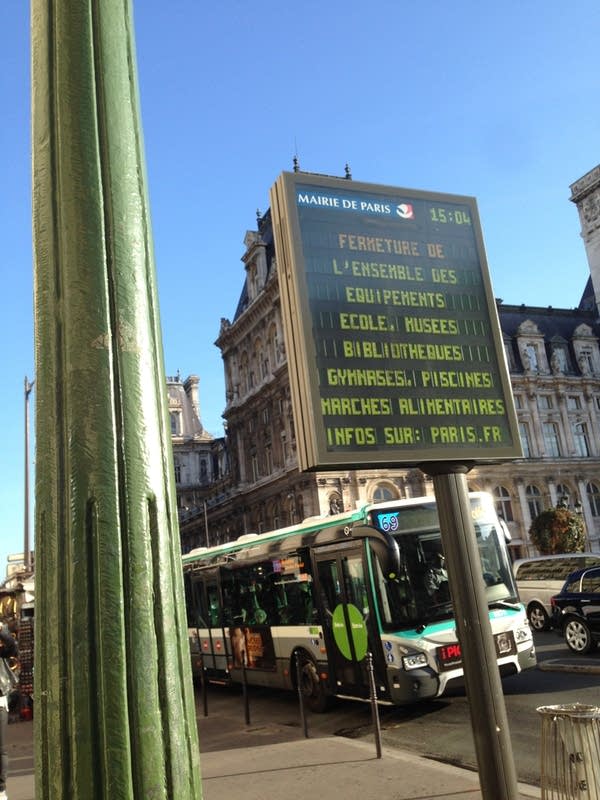 MAIRIE DE PARIS 15:04
FERMETURE DE
L'ENSEMBLE DES
EQUIPEMENTS
ECOLE, MUSEES
BIBLIOTHEQUES
GYMNASES, PISCINES
MARCHES ALIMENTAIRES
INFOS SUR: PARIS.FR
69